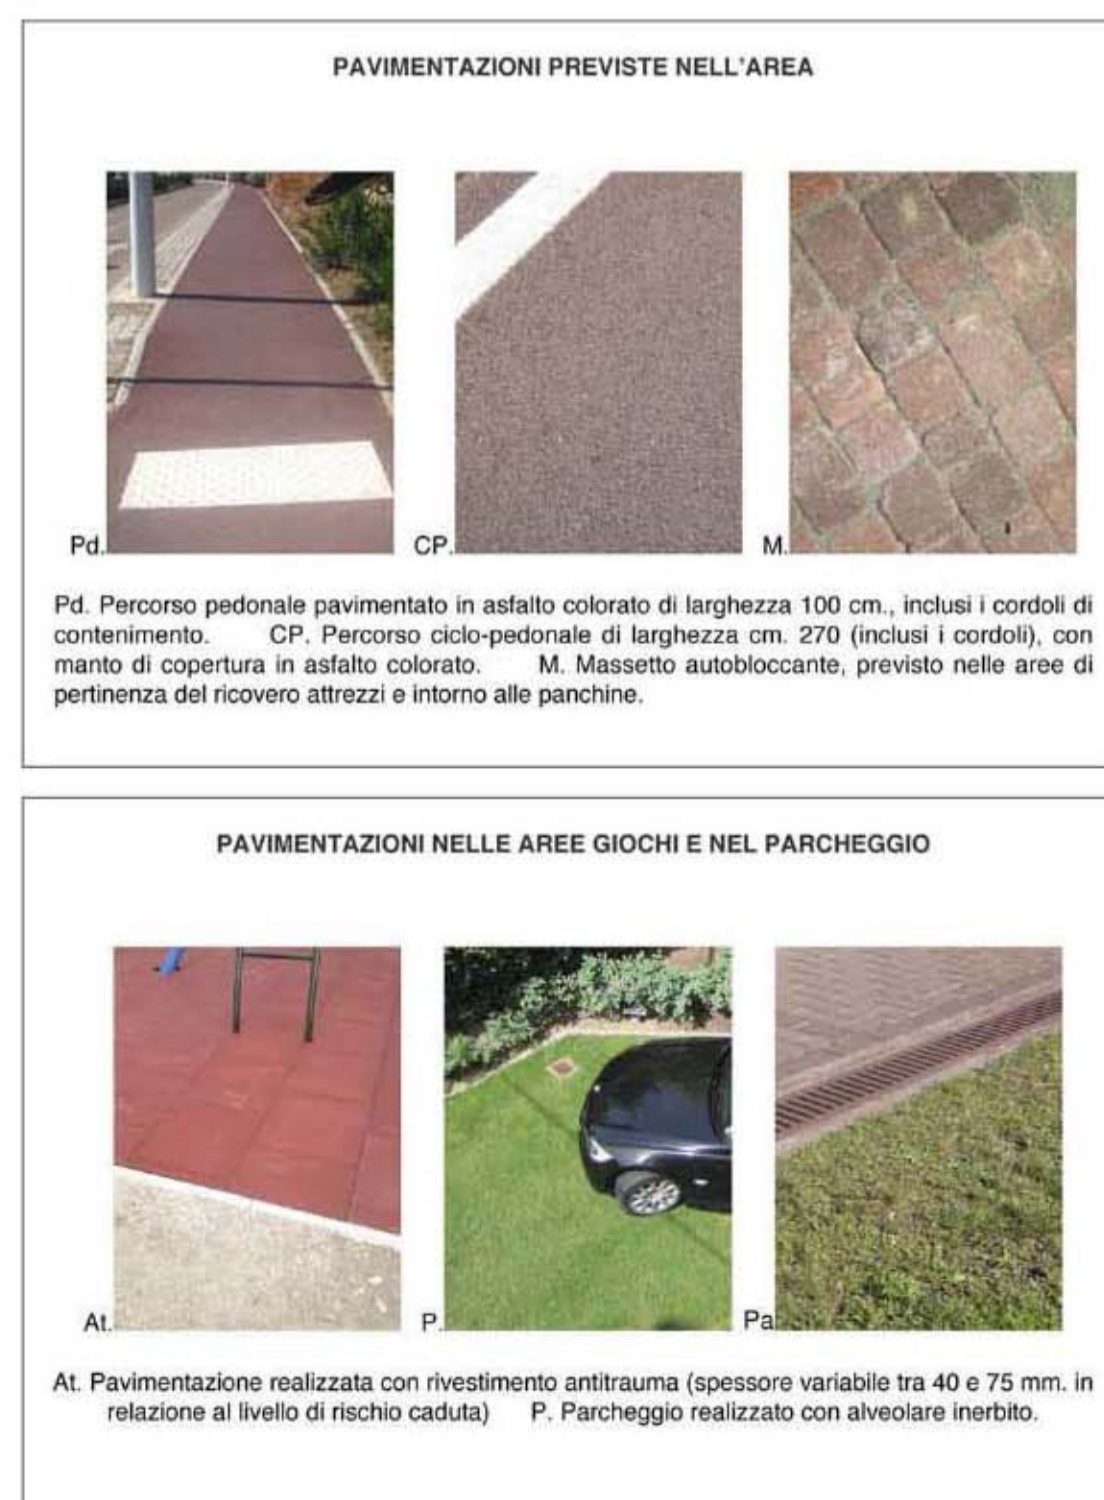 PAVIMENTAZIONI PREVISTE NELL'AREA
Pd. CP. M.
Pd. Percorso pedonale pavimentato in asfalto colorato di larghezza 100 cm., inclusi i cordoli di
contenimento. CP. Percorso ciclo-pedonale di larghezza cm. 270 (inclusi i cordoli), con
manto di copertura in asfalto colorato. M. Massetto autobloccante, previsto nelle aree di
pertinenza del ricovero attrezzi e intorno alle panchine.
PAVIMENTAZIONI NELLE AREE GIOCHI E NEL PARCHEGGIO
At. P. Pa
At. Pavimentazione realizzata con rivestimento antitrauma (spessore variabile tra 40 e 75 mm. in
relazione al livello di rischio caduta) P. Parcheggio realizzato con alveolare inerbito.